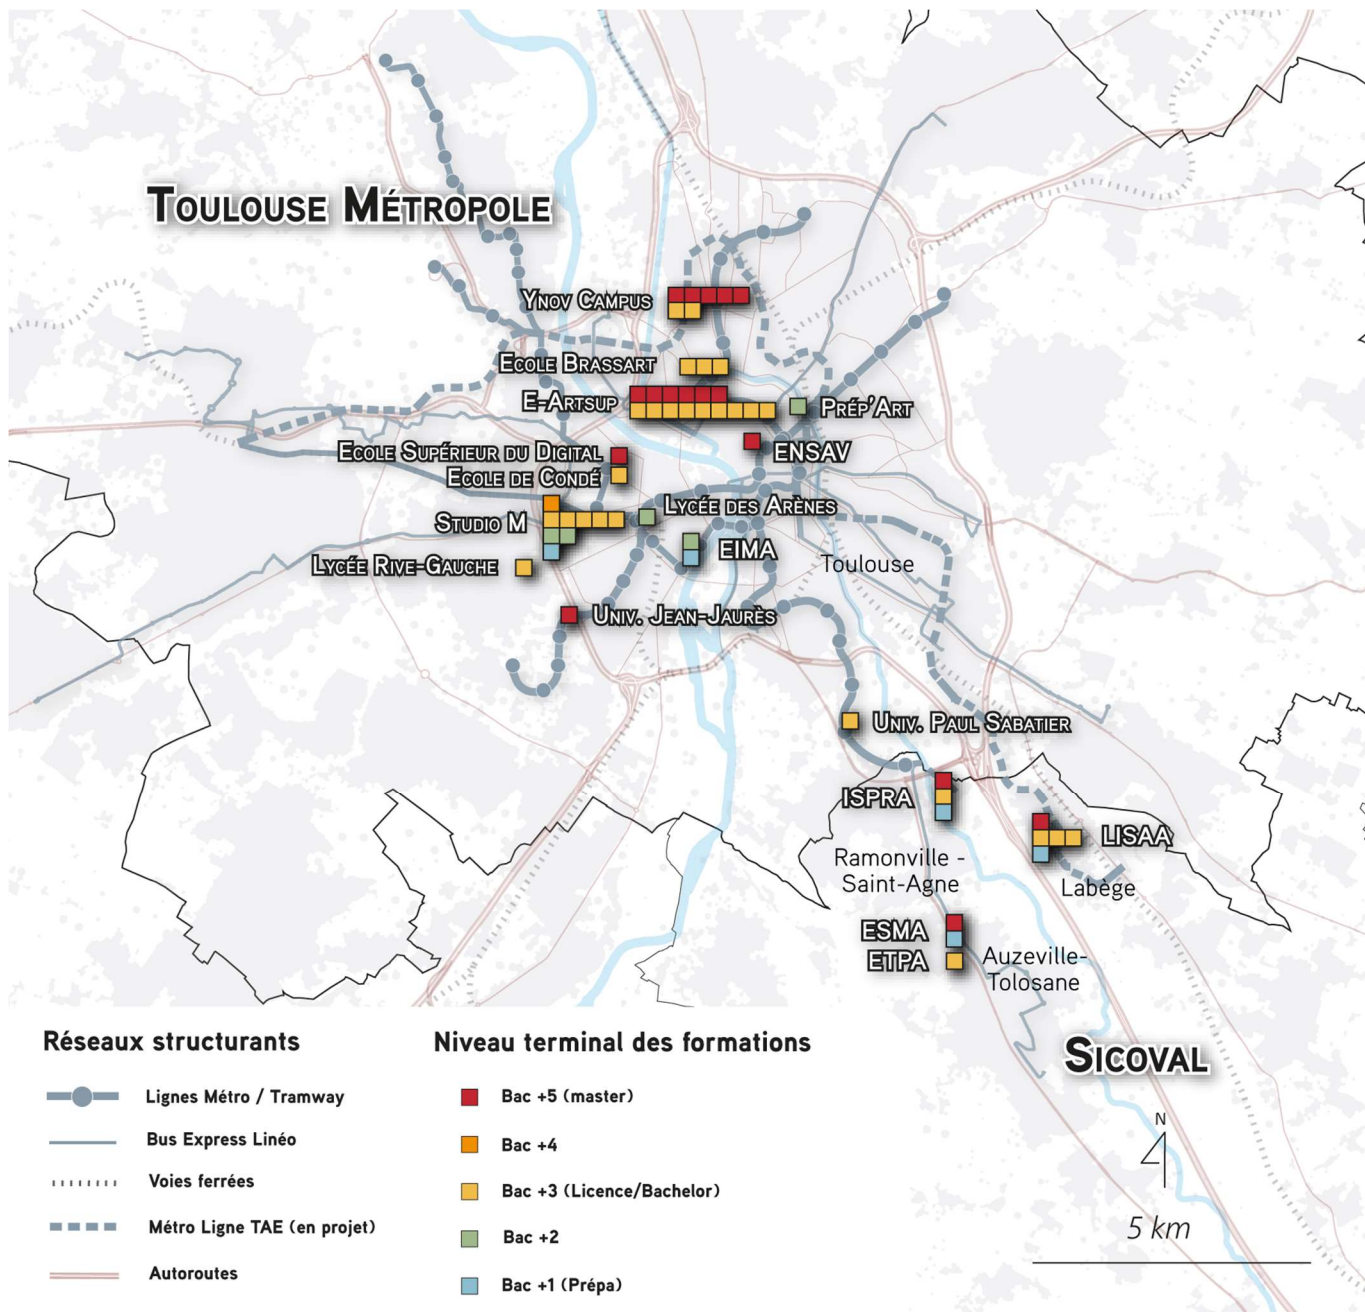 Toulouse Métropole
Ynov Campus
Ecole Brassart
E-Artsup
Prép'Art
ENSAV
Ecole Supérieur du Digital
Ecole de Condé
Lycée des Arènes
Studio M
EIMA
Toulouse
Lycée Rive-Gauche
Univ. Jean-Jaurès
Univ. Paul Sabatier
ISPRA
LISAA
Ramonville -
Saint-Agne
Labège
ESMA
ETPA
Auzeville-
Tolosane
Sicoval
Réseaux structurants
Lignes Métro / Tramway
Bus Express Linéo
Voies ferrées
Métro Ligne TAE (en projet)
Autoroutes
Niveau terminal des formations
Bac +5 (master)
Bac +4
Bac +3 (Licence/Bachelor)
Bac +2
Bac +1 (Prépa)
N
5 km